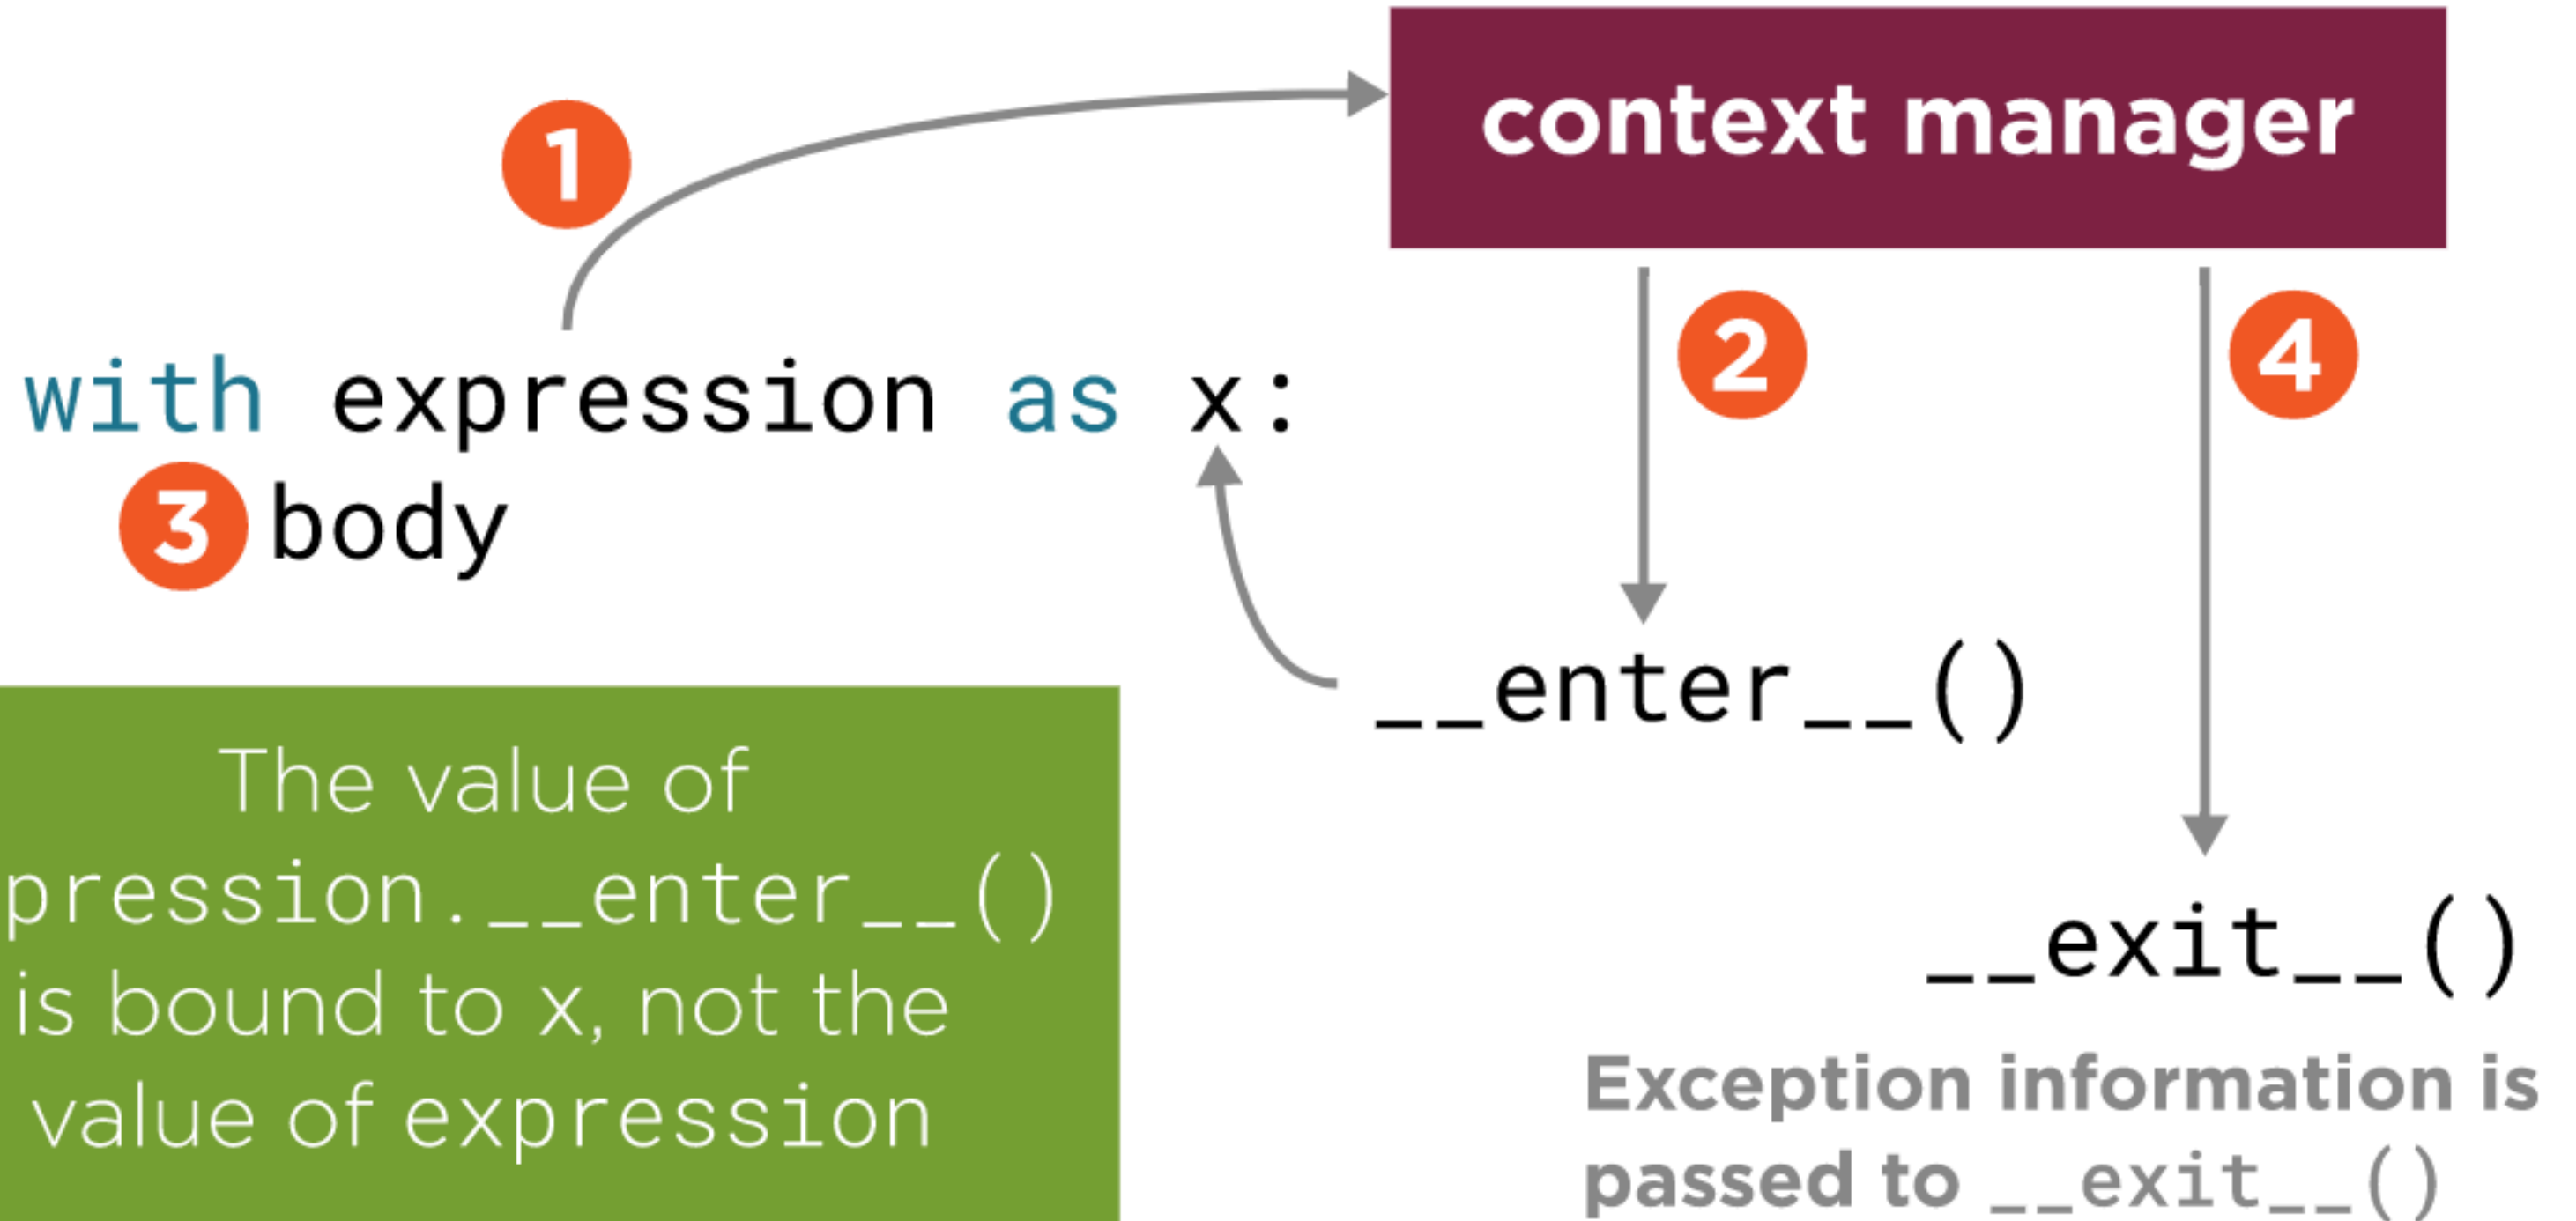 context manager
1
2
4
with expression as x:
3 body
__enter__()
The value of
pression.__enter__()
is bound to x, not the
value of expression
__exit__()
Exception information is
passed to __exit__()